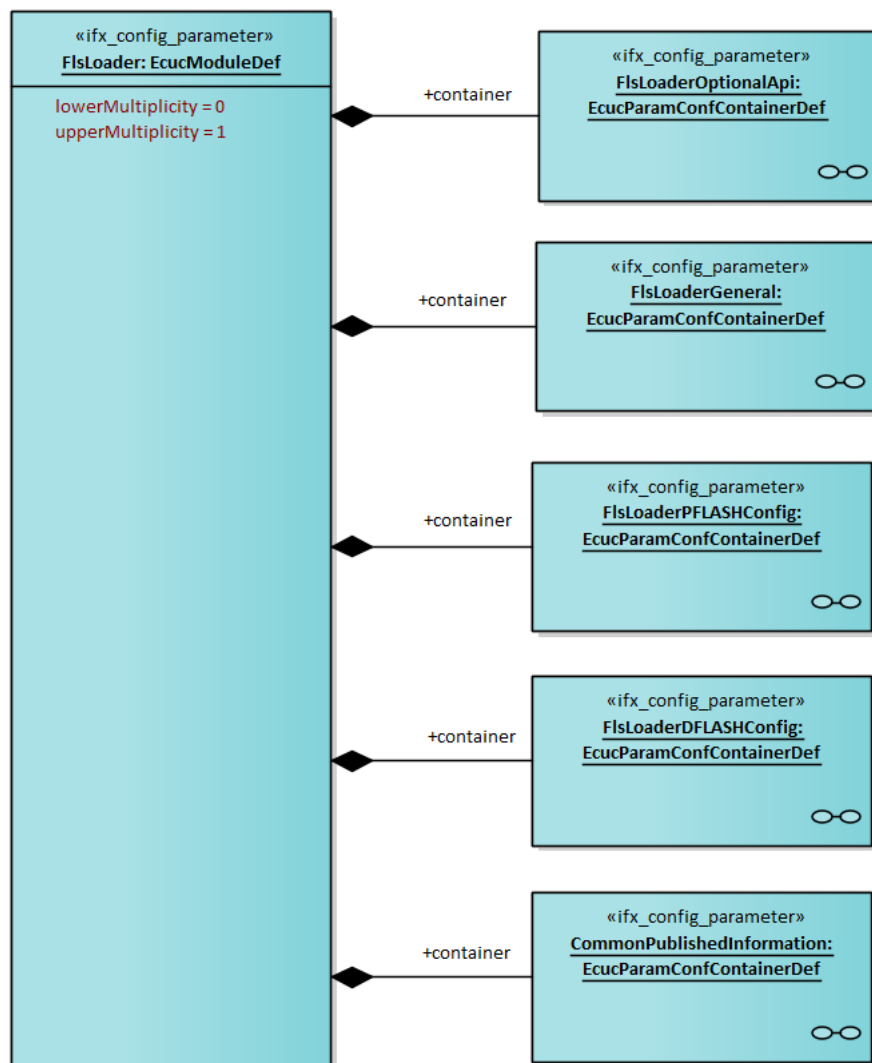 «ifx_config_parameter»
FlsLoader: EcucModuleDef
lowerMultiplicity = 0
upperMultiplicity = 1
+container
«ifx_config_parameter»
FlsLoaderOptionalApi:
EcucParamConfContainerDef
+container
«ifx_config_parameter»
FlsLoaderGeneral:
EcucParamConfContainerDef
+container
«ifx_config_parameter»
FlsLoaderPFLASHConfig:
EcucParamConfContainerDef
+container
«ifx_config_parameter»
FlsLoaderDFLASHConfig:
EcucParamConfContainerDef
+container
«ifx_config_parameter»
CommonPublishedInformation:
EcucParamConfContainerDef